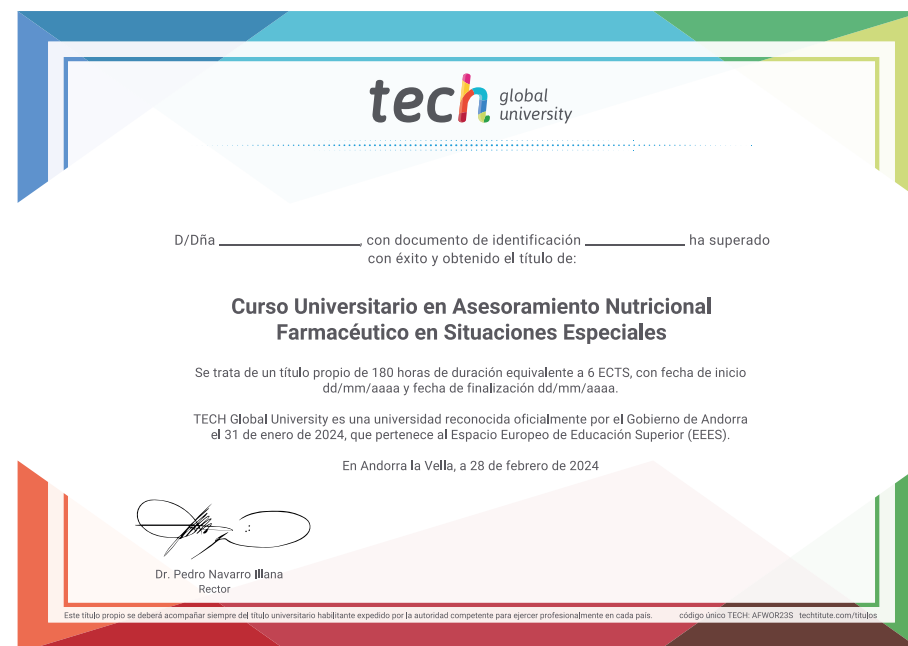 tech global university
D/Dña ____________________, con documento de identificación ______________ ha superado
con éxito y obtenido el título de:
Curso Universitario en Asesoramiento Nutricional
Farmacéutico en Situaciones Especiales
Se trata de un título propio de 180 horas de duración equivalente a 6 ECTS, con fecha de inicio
dd/mm/aaaa y fecha de finalización dd/mm/aaaa.
TECH Global University es una universidad reconocida oficialmente por el Gobierno de Andorra
el 31 de enero de 2024, que pertenece al Espacio Europeo de Educación Superior (EEES).
En Andorra la Vella, a 28 de febrero de 2024
Dr. Pedro Navarro Illana
Rector
Este título propio se deberá acompañar siempre del título universitario habilitante expedido por la autoridad competente para ejercer profesionalmente en cada país. código único TECH: AFWOR23S techtitute.com/titulos